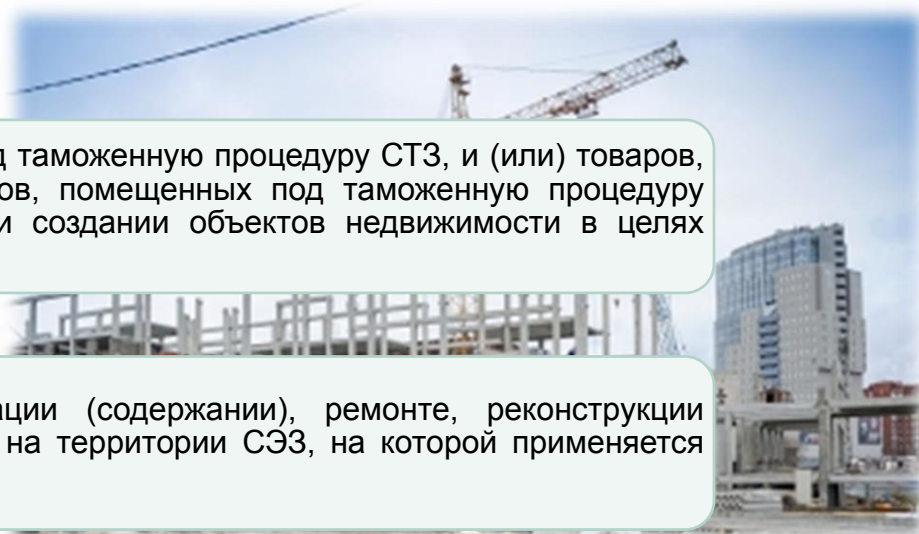 д таможенную процедуру СТЗ, и (или) товаров,
ов, помещенных под таможенную процедуру
и создании объектов недвижимости в целях
ации (содержании), ремонте, реконструкции
на территории СЭЗ, на которой применяется